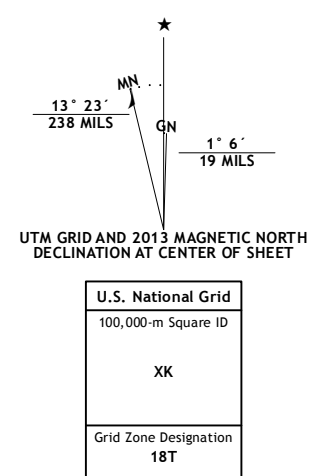 MN
13° 23´
238 MILS
GN
1° 6´
19 MILS
UTM GRID AND 2013 MAGNETIC NORTH
DECLINATION AT CENTER OF SHEET
U.S. National Grid
100,000-m Square ID
XK
Grid Zone Designation
18T